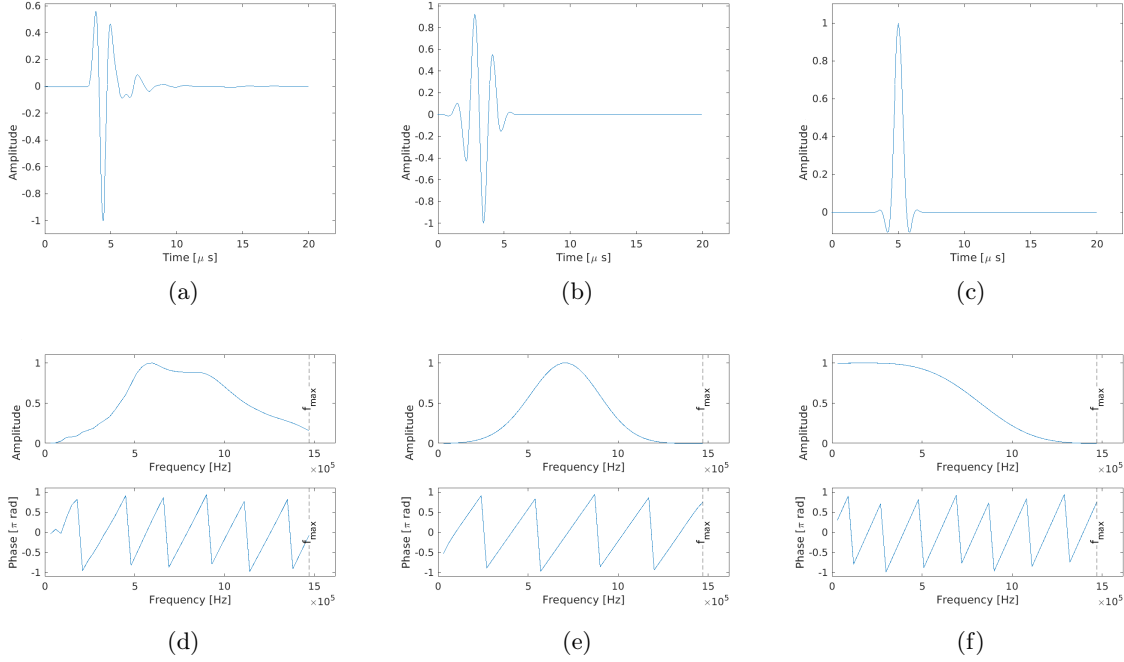 0.6
0.4
0.2
0
-0.2
-0.4
-0.6
-0.8
-1
Amplitude
0 5 10 15 20
Time [μ s]
(a)
1
0.8
0.6
0.4
0.2
0
-0.2
-0.4
-0.6
-0.8
-1
Amplitude
0 5 10 15 20
Time [μ s]
(b)
1
0.8
0.6
0.4
0.2
0
Amplitude
0 5 10 15 20
Time [μ s]
(c)
1
0.5
0
Amplitude
f_max
0 5 10 15
Frequency [Hz]
×10^5
1
0.5
0
-0.5
-1
Phase [π rad]
f_max
0 5 10 15
Frequency [Hz]
×10^5
(d)
1
0.5
0
Amplitude
f_max
0 5 10 15
Frequency [Hz]
×10^5
1
0.5
0
-0.5
-1
Phase [π rad]
f_max
0 5 10 15
Frequency [Hz]
×10^5
(e)
1
0.5
0
Amplitude
f_max
0 5 10 15
Frequency [Hz]
×10^5
1
0.5
0
-0.5
-1
Phase [π rad]
f_max
0 5 10 15
Frequency [Hz]
×10^5
(f)